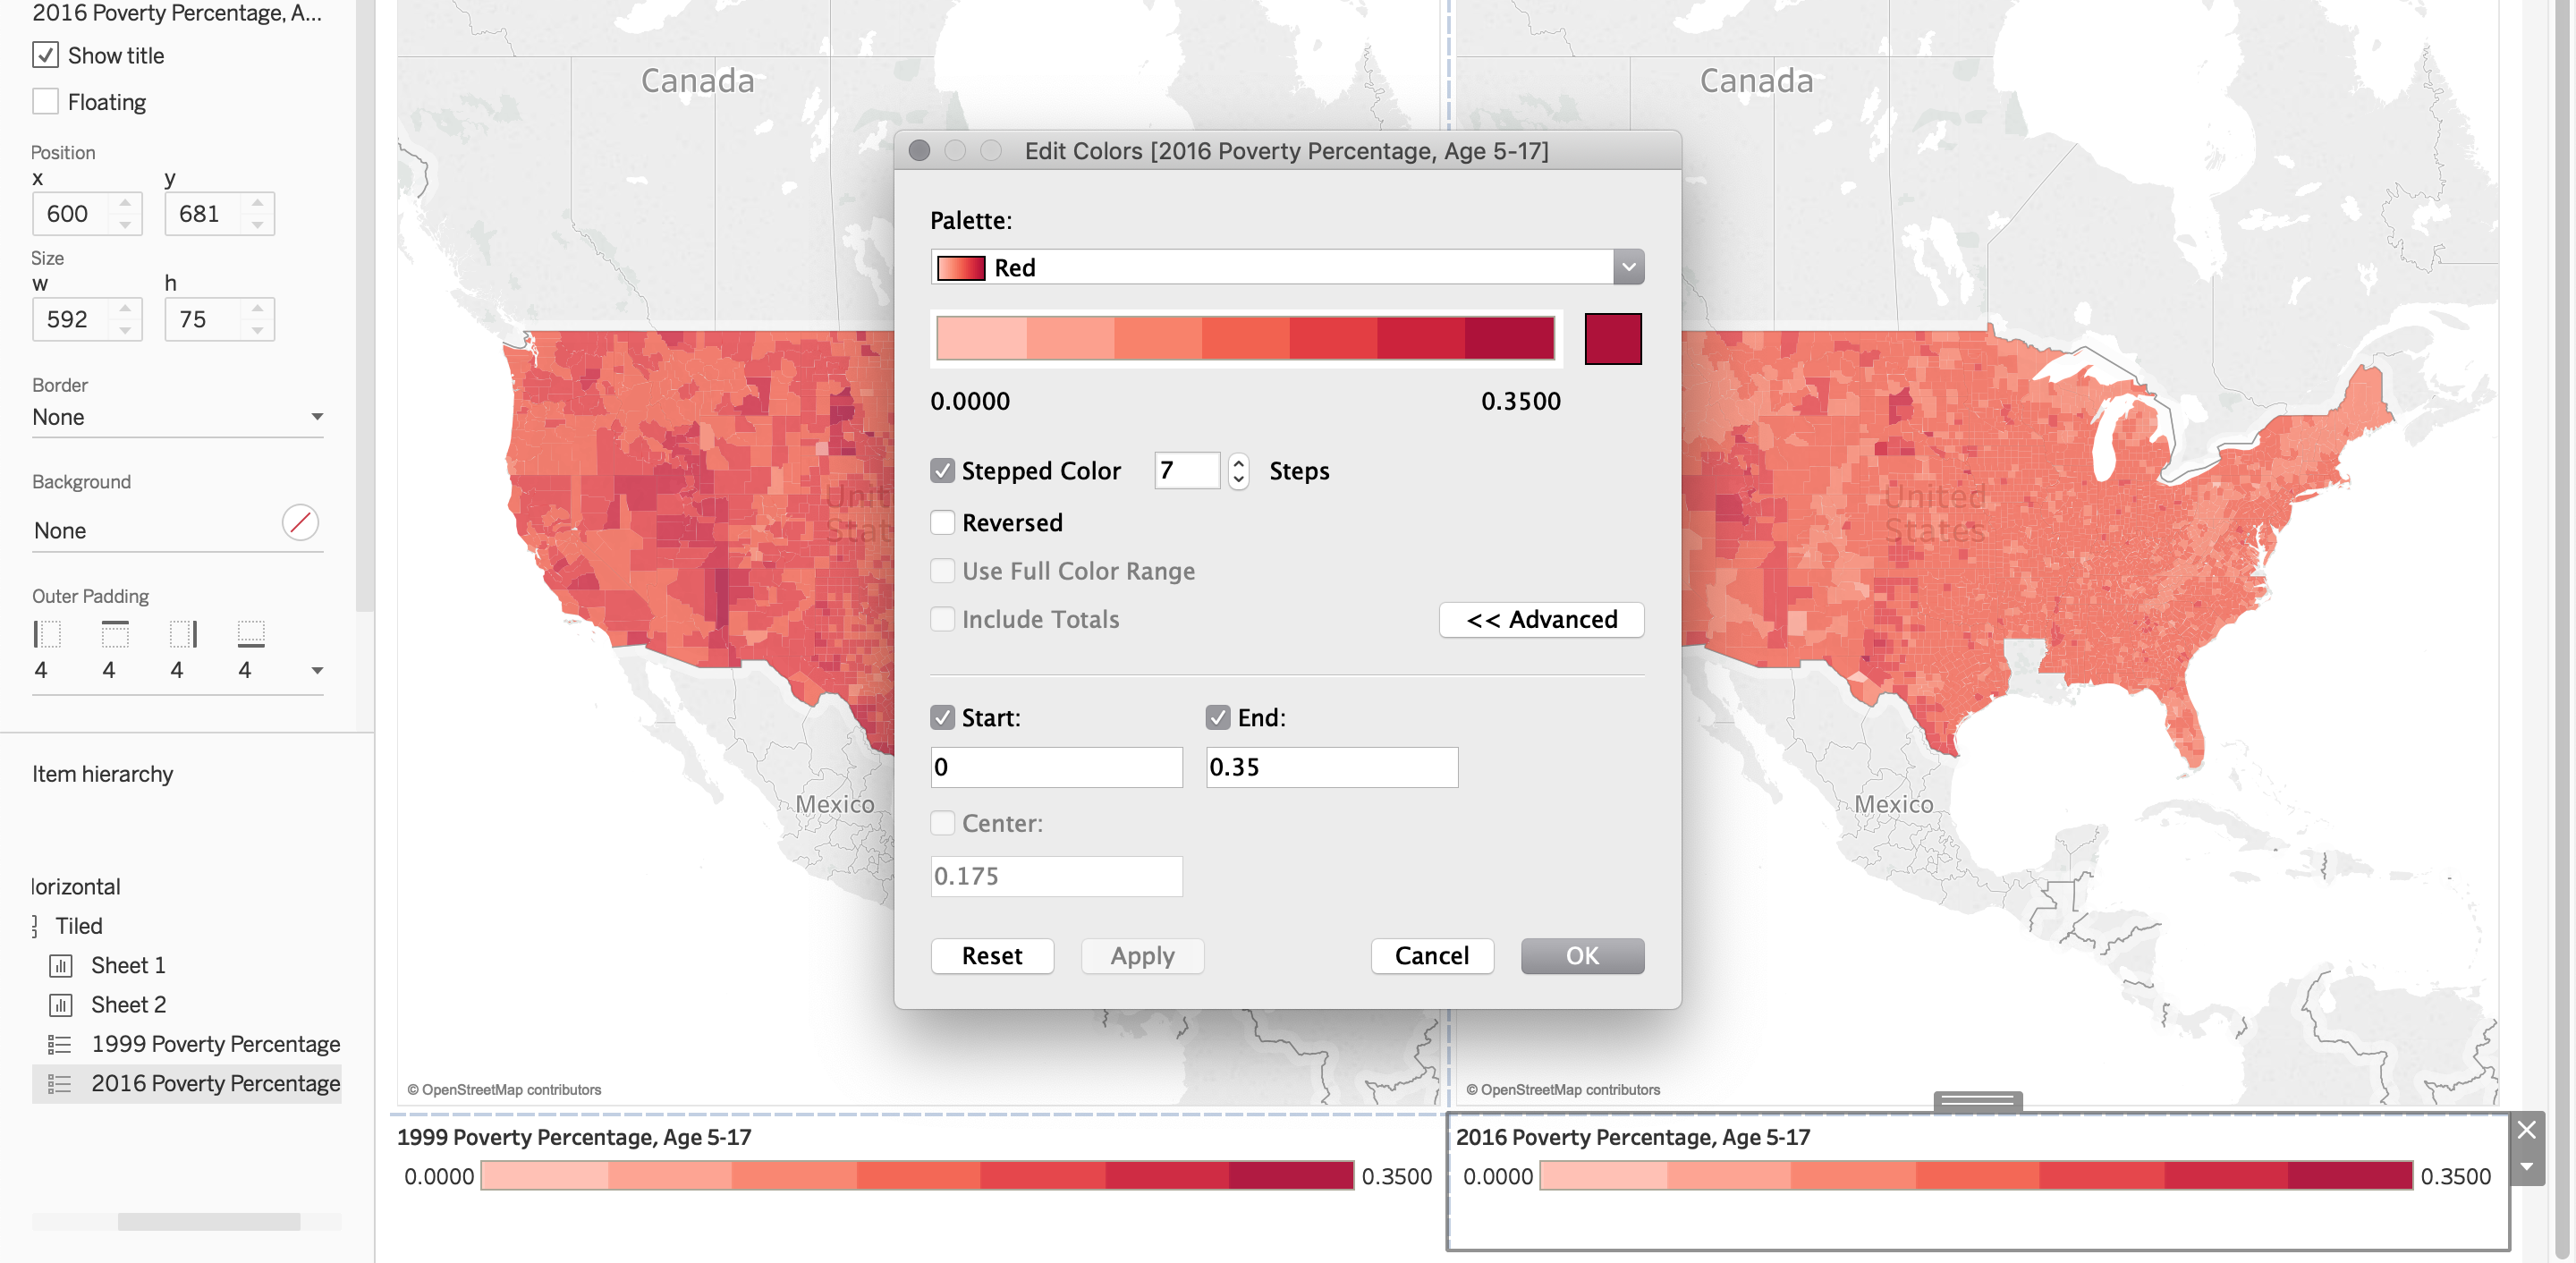 2016 Poverty Percentage, A...
Show title
Floating
Position
x y
600 681
Size
w h
592 75
Border
None
Background
None
Outer Padding
4 4 4 4
Item hierarchy
lorizontal
Tiled
Sheet 1
Sheet 2
1999 Poverty Percentage
2016 Poverty Percentage
Canada
United
States
Mexico
© OpenStreetMap contributors
Canada
United
States
Mexico
© OpenStreetMap contributors
Edit Colors [2016 Poverty Percentage, Age 5-17]
Palette:
Red
0.0000 0.3500
Stepped Color 7 Steps
Reversed
Use Full Color Range
Include Totals << Advanced
Start: End:
0 0.35
Center:
0.175
Reset Apply Cancel OK
1999 Poverty Percentage, Age 5-17
0.0000 0.3500
2016 Poverty Percentage, Age 5-17
0.0000 0.3500